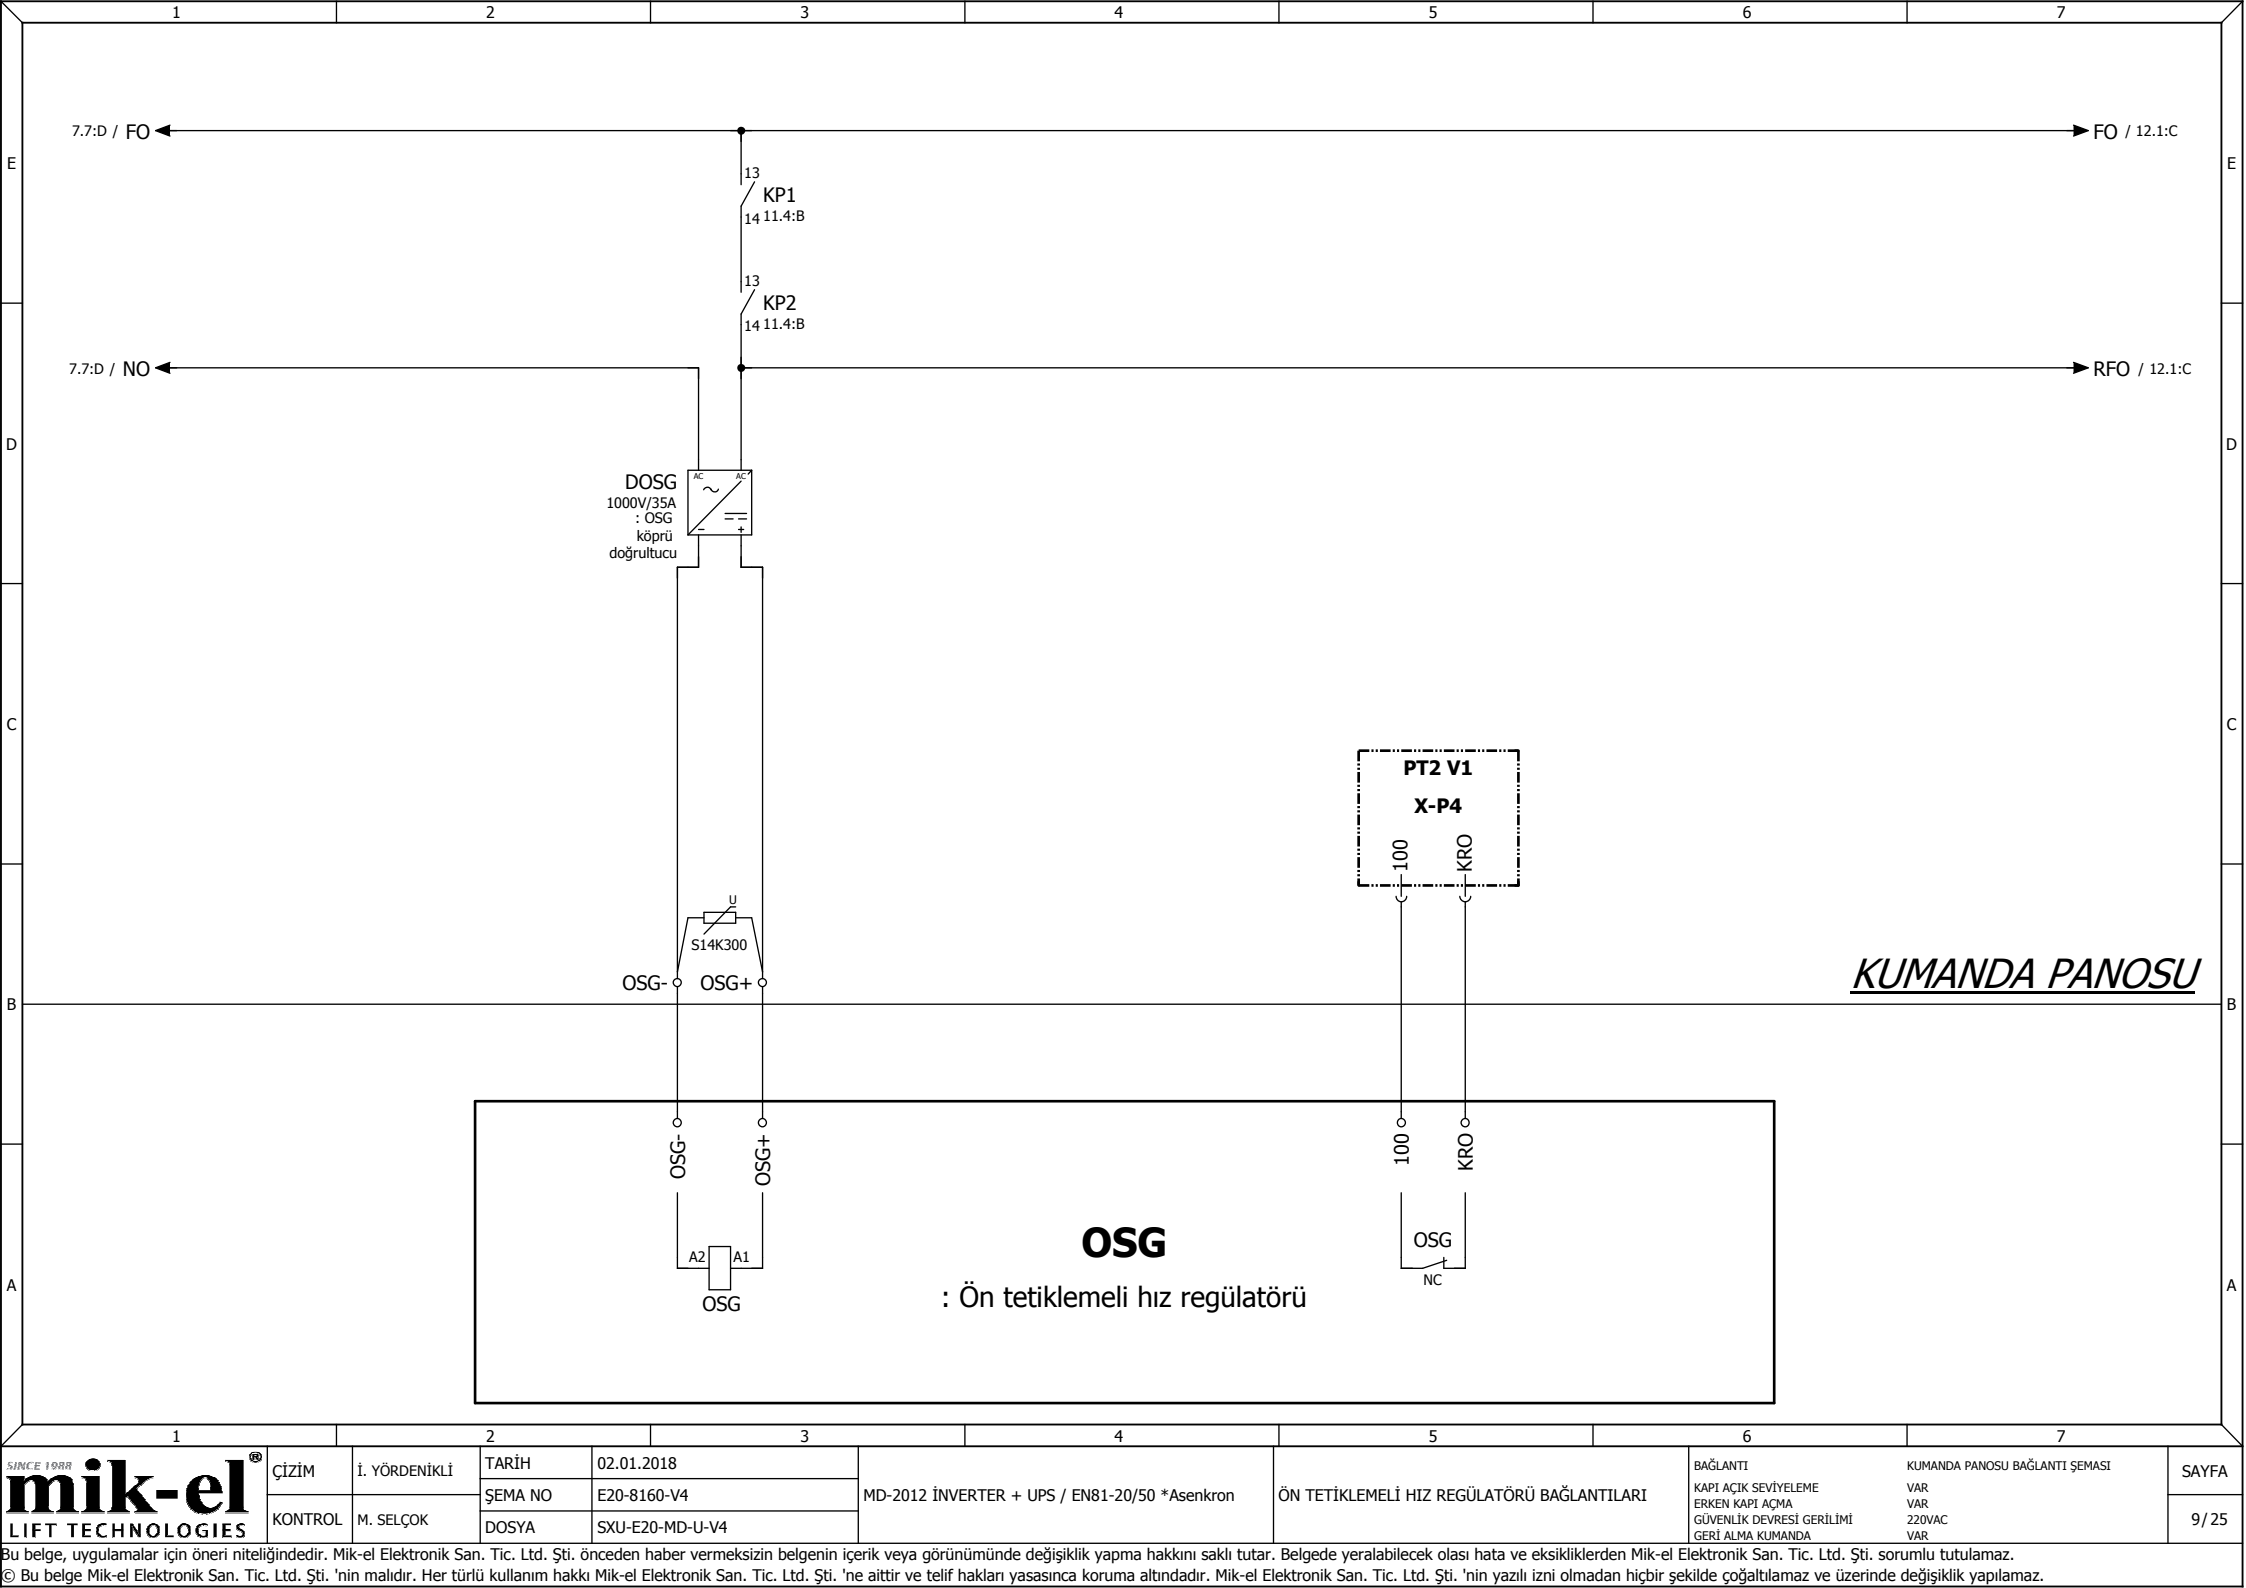 1 2 3 4 5 6 7
7.7:D / FO
FO / 12.1:C
E
E
13
KP1
14 11.4:B
13
KP2
14 11.4:B
7.7:D / NO
RFO / 12.1:C
D
D
DOSG
AC AC
1000V/35A
: OSG
- +
köprü
doğrultucu
C
C
PT2 V1
X-P4
100
KRO
U
S14K300
OSG- OSG+
KUMANDA PANOSU
B
B
OSG-
OSG+
100
KRO
OSG
OSG
A2 A1
NC
OSG
: Ön tetiklemeli hız regülatörü
A
A
1 2 3 4 5 6 7
SINCE 1988
mik-el®
LIFT TECHNOLOGIES
ÇİZİM İ. YÖRDENİKLİ
KONTROL M. SELÇOK
TARİH 02.01.2018
ŞEMA NO E20-8160-V4
DOSYA SXU-E20-MD-U-V4
MD-2012 İNVERTER + UPS / EN81-20/50 *Asenkron
ÖN TETİKLEMELİ HIZ REGÜLATÖRÜ BAĞLANTILARI
BAĞLANTI KUMANDA PANOSU BAĞLANTI ŞEMASI
KAPI AÇIK SEVİYELEME VAR
ERKEN KAPI AÇMA VAR
GÜVENLİK DEVRESİ GERİLİMİ 220VAC
GERİ ALMA KUMANDA VAR
SAYFA
9/25
Bu belge, uygulamalar için öneri niteliğindedir. Mik-el Elektronik San. Tic. Ltd. Şti. önceden haber vermeksizin belgenin içerik veya görünümünde değişiklik yapma hakkını saklı tutar. Belgede yeralabilecek olası hata ve eksikliklerden Mik-el Elektronik San. Tic. Ltd. Şti. sorumlu tutulamaz.
© Bu belge Mik-el Elektronik San. Tic. Ltd. Şti. 'nin malıdır. Her türlü kullanım hakkı Mik-el Elektronik San. Tic. Ltd. Şti. 'ne aittir ve telif hakları yasasınca koruma altındadır. Mik-el Elektronik San. Tic. Ltd. Şti. 'nin yazılı izni olmadan hiçbir şekilde çoğaltılamaz ve üzerinde değişiklik yapılamaz.